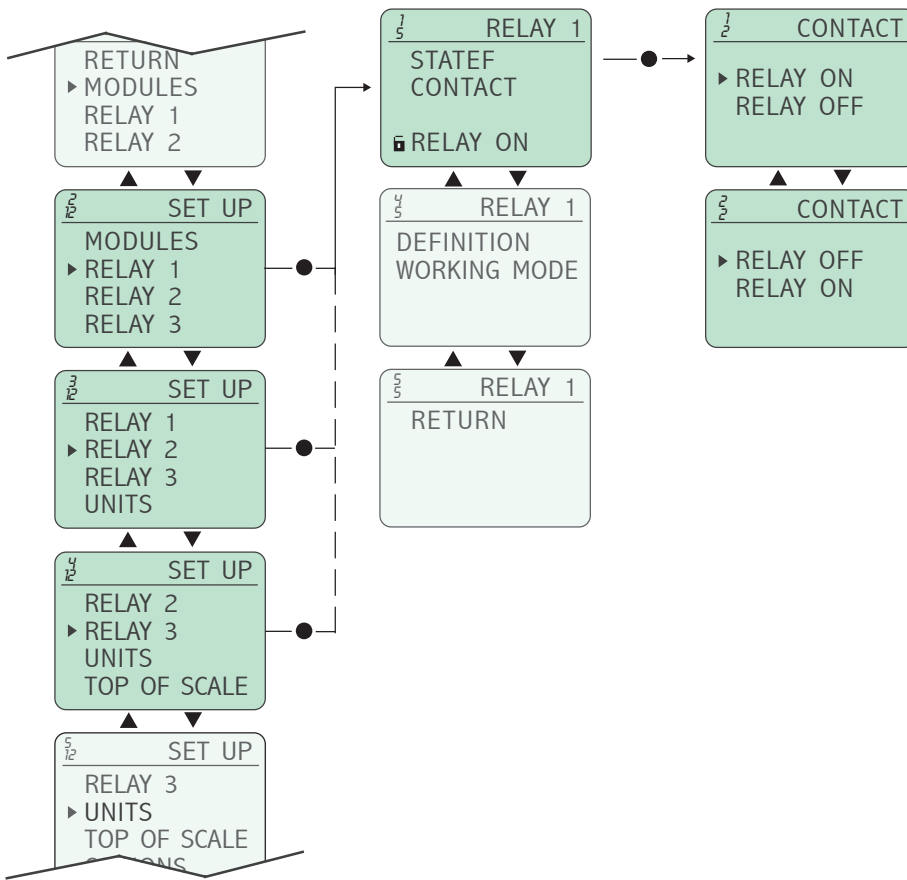 RETURN
MODULES
RELAY 1
RELAY 2
2/12 SET UP
MODULES
RELAY 1
RELAY 2
RELAY 3
3/12 SET UP
RELAY 1
RELAY 2
RELAY 3
UNITS
4/12 SET UP
RELAY 2
RELAY 3
UNITS
TOP OF SCALE
5/12 SET UP
RELAY 3
UNITS
TOP OF SCALE
1/5 RELAY 1
STATEF
CONTACT
RELAY ON
4/5 RELAY 1
DEFINITION
WORKING MODE
5/5 RELAY 1
RETURN
1/2 CONTACT
RELAY ON
RELAY OFF
2/2 CONTACT
RELAY OFF
RELAY ON